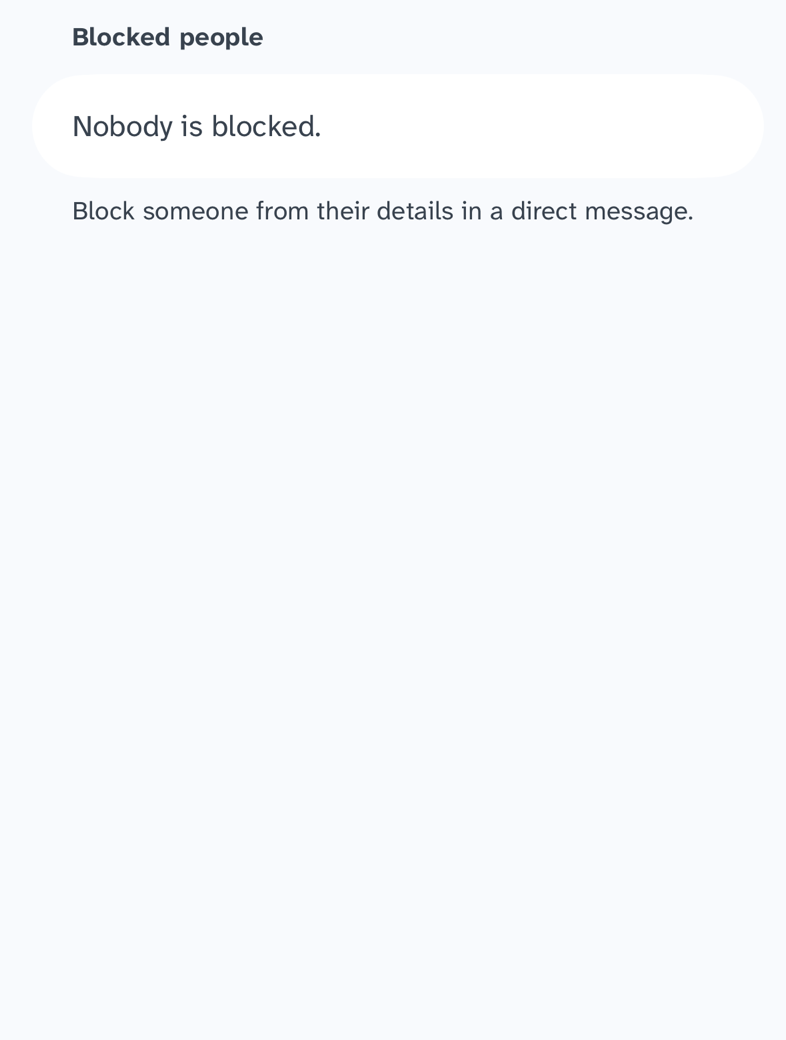 Blocked people
Nobody is blocked.
Block someone from their details in a direct message.